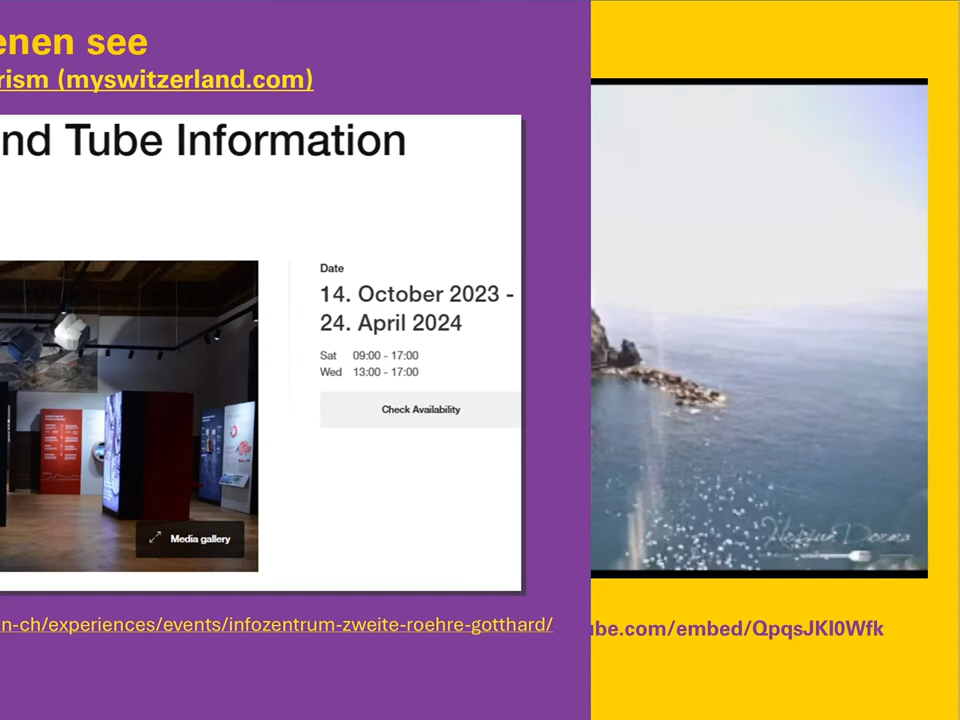 enen see
rism (myswitzerland.com)
nd Tube Information
Date
14. October 2023 -
24. April 2024
Sat 09:00 - 17:00
Wed 13:00 - 17:00
Check Availability
Media gallery
n-ch/experiences/events/infozentrum-zweite-roehre-gotthard/
ube.com/embed/QpqsJKI0Wfk